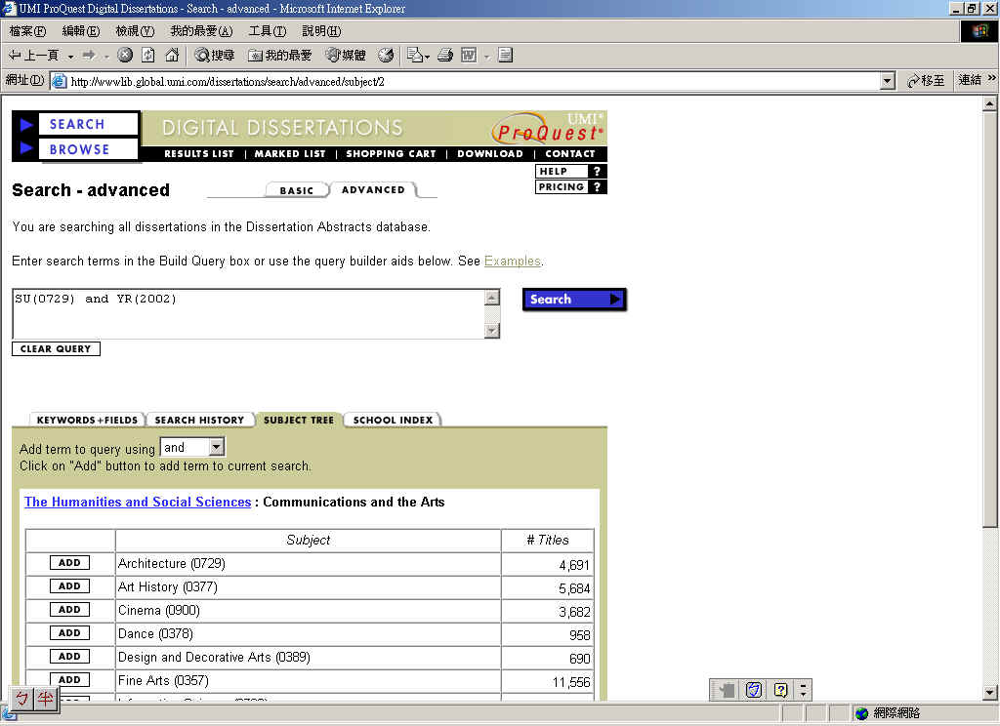 UMI ProQuest Digital Dissertations - Search - advanced - Microsoft Internet Explorer
檔案(F) 編輯(E) 檢視(V) 我的最愛(A) 工具(T) 說明(H)
上一頁 搜尋 我的最愛 媒體
網址(D) http://wwwlib.global.umi.com/dissertations/search/advanced/subject/2 移至 連結 »
SEARCH
BROWSE
DIGITAL DISSERTATIONS
UMI®
ProQuest®
RESULTS LIST | MARKED LIST | SHOPPING CART | DOWNLOAD | CONTACT
HELP ?
PRICING ?
Search - advanced
BASIC ADVANCED
You are searching all dissertations in the Dissertation Abstracts database.
Enter search terms in the Build Query box or use the query builder aids below. See Examples.
SU(0729) and YR(2002)
Search
CLEAR QUERY
KEYWORDS+FIELDS SEARCH HISTORY SUBJECT TREE SCHOOL INDEX
Add term to query using and
Click on "Add" button to add term to current search.
The Humanities and Social Sciences : Communications and the Arts
Subject # Titles
ADD Architecture (0729) 4,691
ADD Art History (0377) 5,684
ADD Cinema (0900) 3,682
ADD Dance (0378) 958
ADD Design and Decorative Arts (0389) 690
ADD Fine Arts (0357) 11,556
ㄅ 半
網際網路